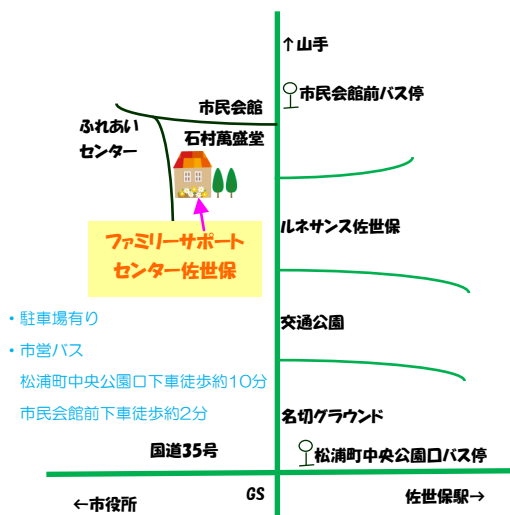 ↑山手
市民会館前バス停
市民会館
ふれあい
センター
石村萬盛堂
ルネサンス佐世保
ファミリーサポート
センター佐世保
交通公園
・駐車場有り
・市営バス
松浦町中央公園口下車徒歩約10分
市民会館前下車徒歩約2分
名切グラウンド
国道35号
松浦町中央公園口バス停
←市役所
GS
佐世保駅→